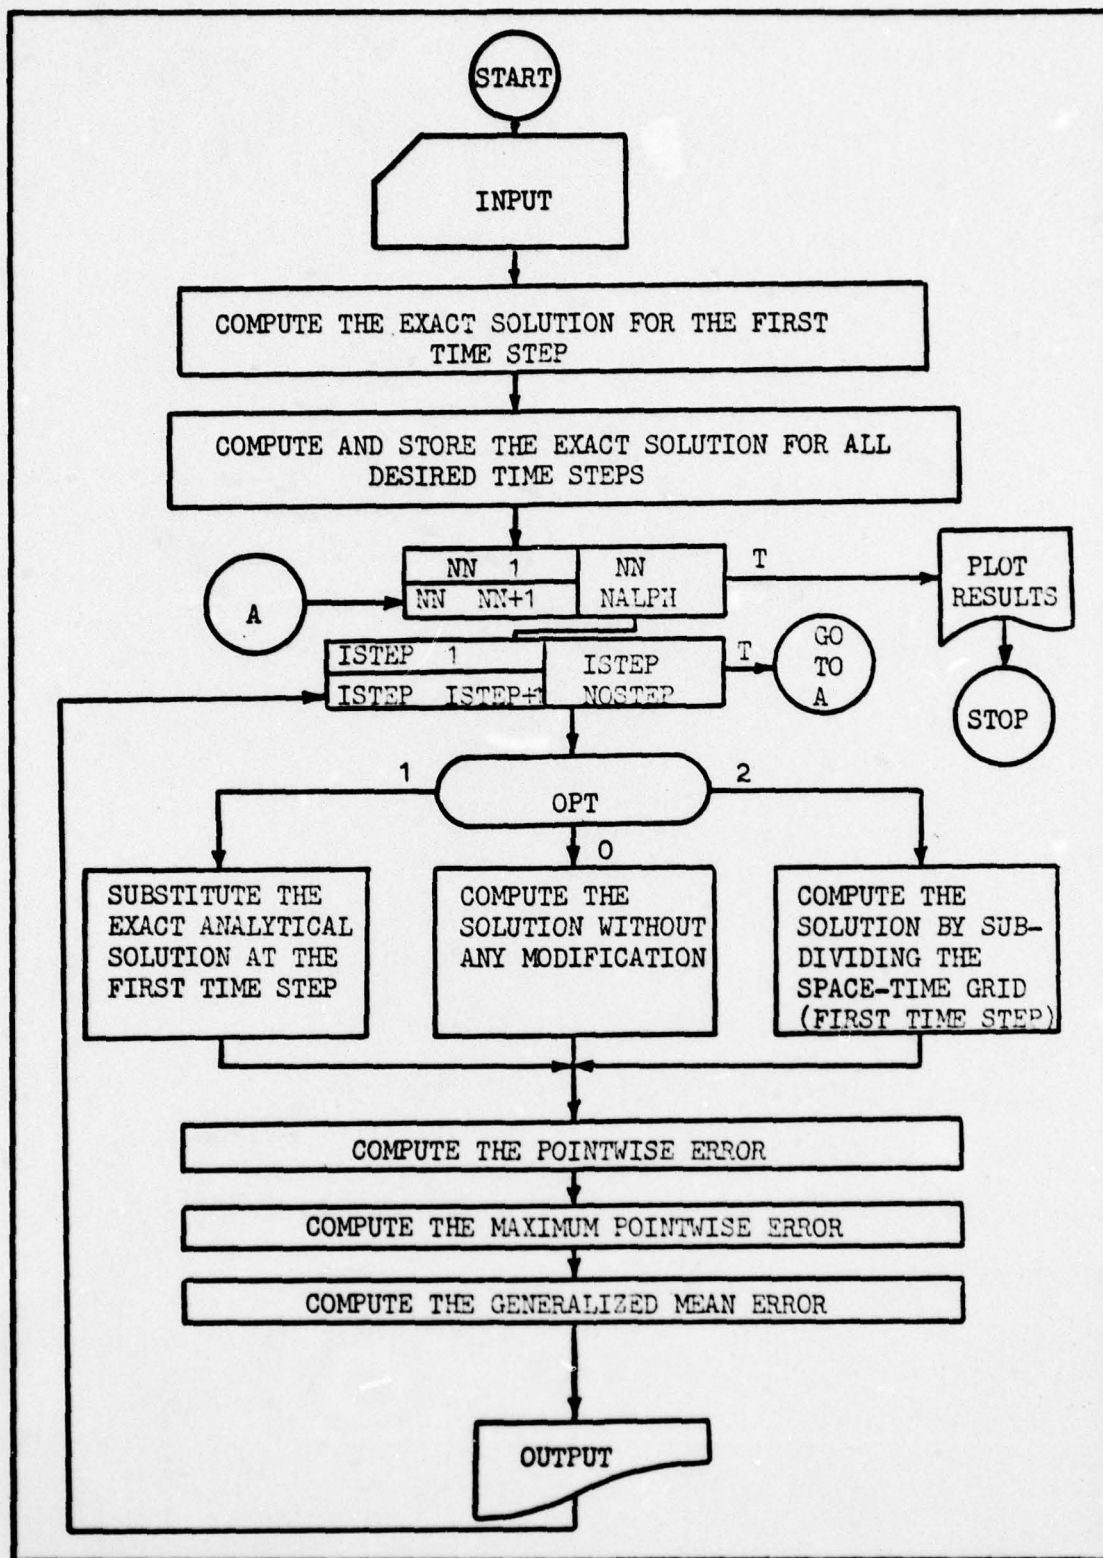 START
INPUT
COMPUTE THE EXACT SOLUTION FOR THE FIRST
TIME STEP
COMPUTE AND STORE THE EXACT SOLUTION FOR ALL
DESIRED TIME STEPS
A
NN 1
NN NN+1
NN
NALPH
T
PLOT
RESULTS
STOP
ISTEP 1
ISTEP ISTEP+1
ISTEP
NOSTEP
T
GO
TO
A
1
OPT
2
0
SUBSTITUTE THE
EXACT ANALYTICAL
SOLUTION AT THE
FIRST TIME STEP
COMPUTE THE
SOLUTION WITHOUT
ANY MODIFICATION
COMPUTE THE
SOLUTION BY SUB-
DIVIDING THE
SPACE-TIME GRID
(FIRST TIME STEP)
COMPUTE THE POINTWISE ERROR
COMPUTE THE MAXIMUM POINTWISE ERROR
COMPUTE THE GENERALIZED MEAN ERROR
OUTPUT